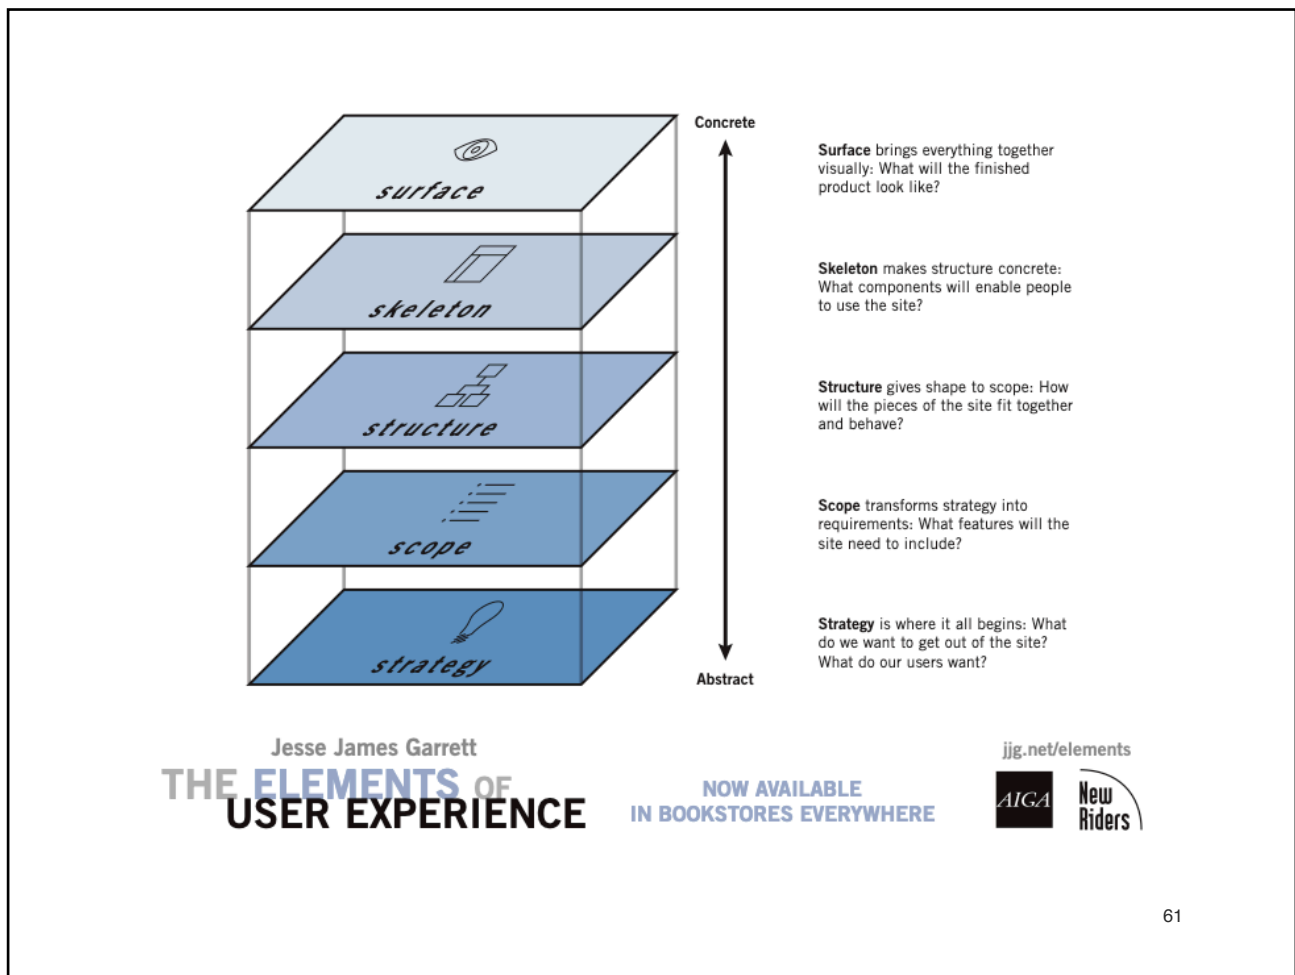 Concrete
surface
skeleton
structure
scope
strategy
Abstract
Surface brings everything together
visually: What will the finished
product look like?
Skeleton makes structure concrete:
What components will enable people
to use the site?
Structure gives shape to scope: How
will the pieces of the site fit together
and behave?
Scope transforms strategy into
requirements: What features will the
site need to include?
Strategy is where it all begins: What
do we want to get out of the site?
What do our users want?
Jesse James Garrett
THE ELEMENTS OF
USER EXPERIENCE
NOW AVAILABLE
IN BOOKSTORES EVERYWHERE
jjg.net/elements
AIGA
New
Riders
61